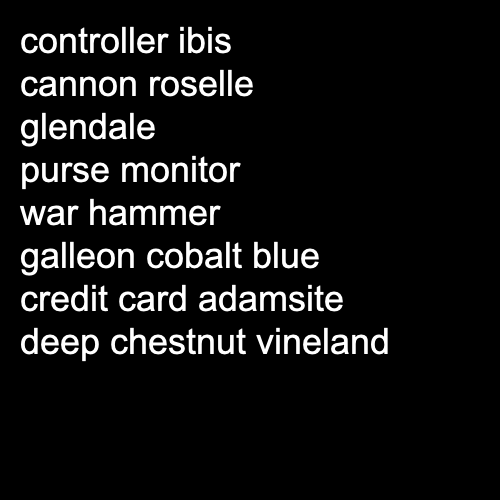 controller ibis
cannon roselle
glendale
purse monitor
war hammer
galleon cobalt blue
credit card adamsite
deep chestnut vineland